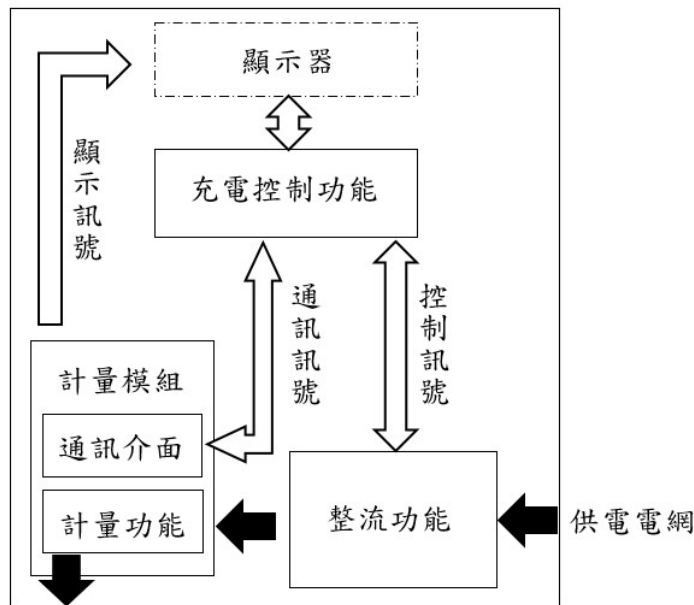 顯示器
顯示訊號
充電控制功能
通訊訊號
控制訊號
計量模組
通訊介面
計量功能
整流功能
供電電網